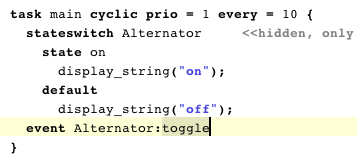 task main cyclic prio = 1 every = 10 {
stateswitch Alternator <<hidden, only
state on
display_string("on");
default
display_string("off");
event Alternator:toggle
}